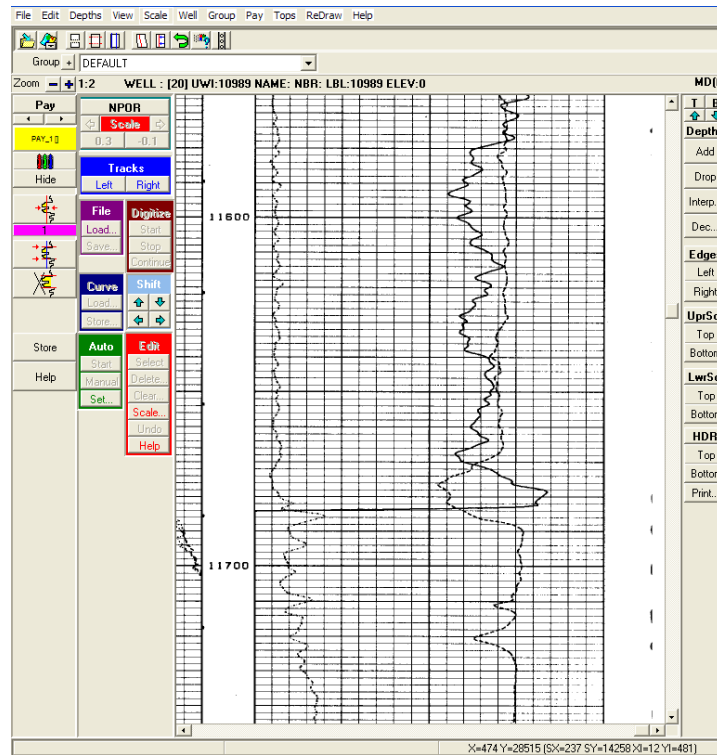 File Edit Depths View Scale Well Group Pay Tops ReDraw Help
Group + DEFAULT
Zoom 1:2 WELL : [20] UWI:10989 NAME: NBR: LBL:10989 ELEV:0
Pay
PAY_1[]
Hide
1
Store
Help
NPOR
Scale
0.3 -0.1
Tracks
Left Right
File
Load...
Save...
Digitize
Start
Stop
Continue
Curve
Load...
Store...
Shift
Auto
Start
Manual
Set...
Edit
Select
Delete...
Clear...
Scale...
Undo
Help
11600
11700
T
Depth
Add
Drop
Interp.
Dec...
Edge
Left
Right
Top
Bottom
Top
Bottom
HDR
Top
Bottom
Print..
X=474 Y=28515 (SX=237 SY=14258 XI=12 YI=481)